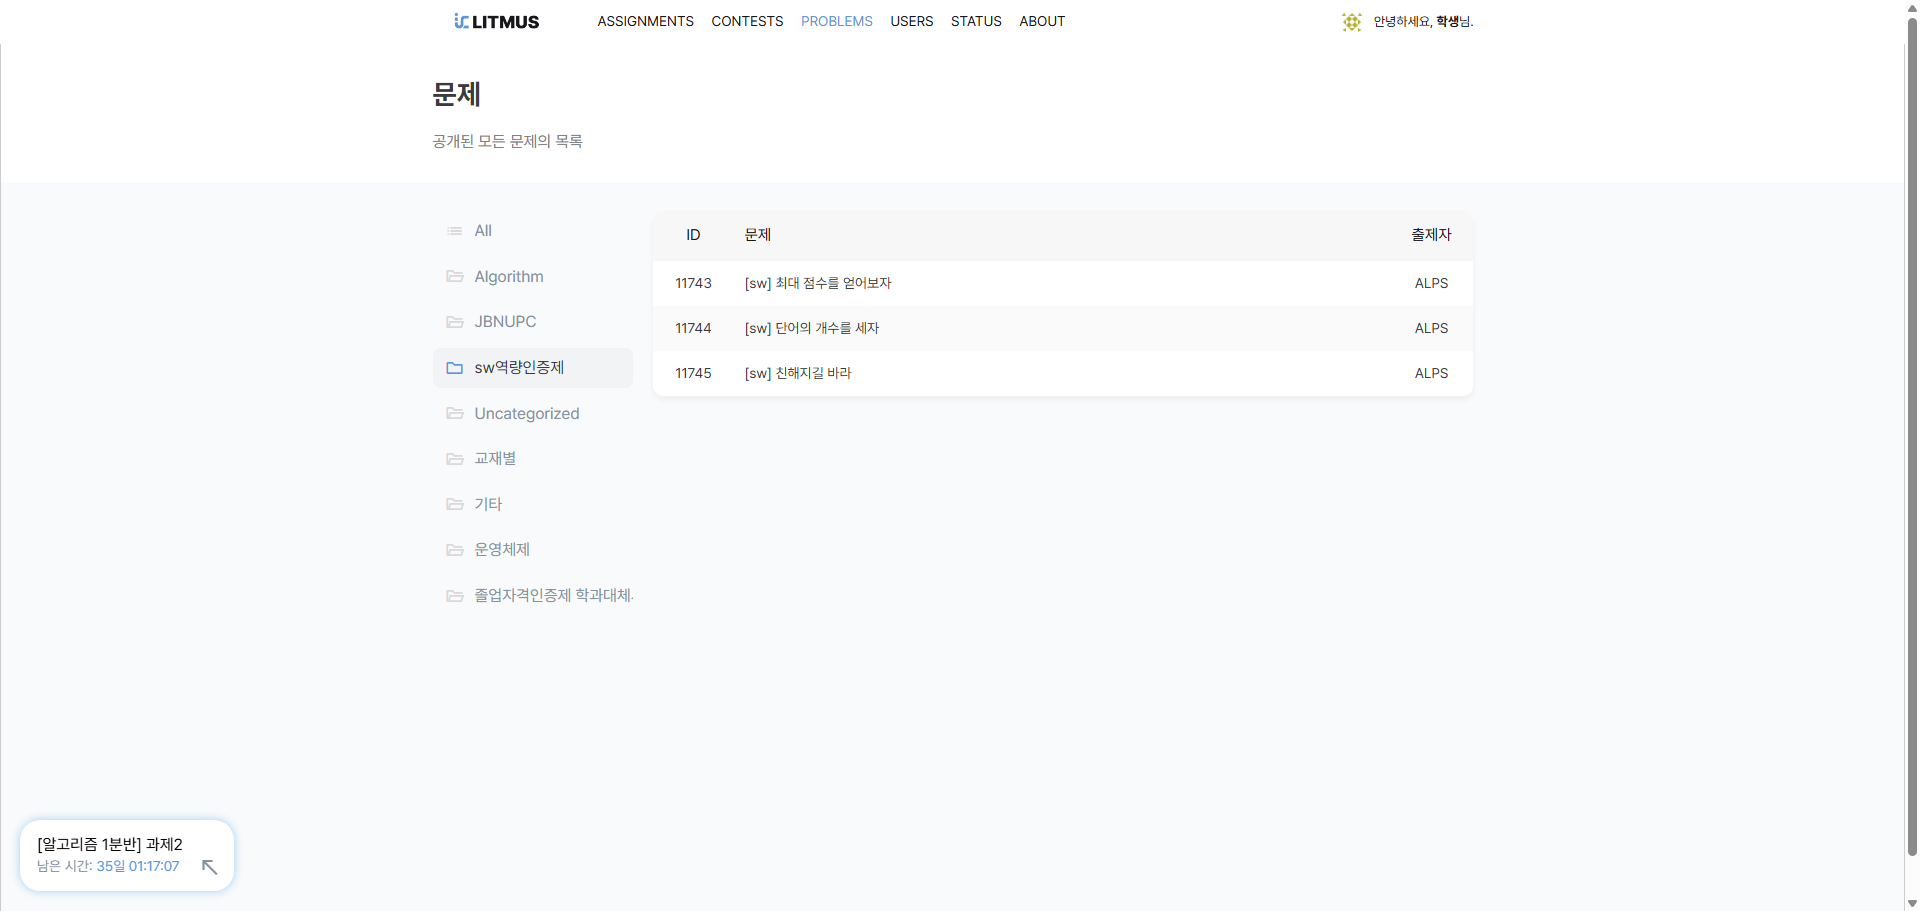 LITMUS ASSIGNMENTS CONTESTS PROBLEMS USERS STATUS ABOUT 안녕하세요, 학생님.
문제
공개된 모든 문제의 목록
All
Algorithm
JBNUPC
sw역량인증제
Uncategorized
교재별
기타
운영체제
졸업자격인증제 학과대체.
ID 문제 출제자
11743 [sw] 최대 점수를 얻어보자 ALPS
11744 [sw] 단어의 개수를 세자 ALPS
11745 [sw] 친해지길 바라 ALPS
[알고리즘 1분반] 과제2
남은 시간: 35일 01:17:07